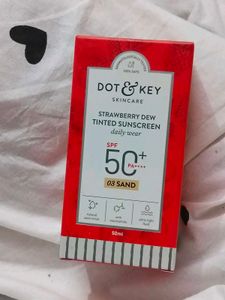 DOT & KEY
SKINCARE
STRAWBERRY DEW
TINTED SUNSCREEN
daily wear
SPF
50+
PA++++
03 SAND
50ml